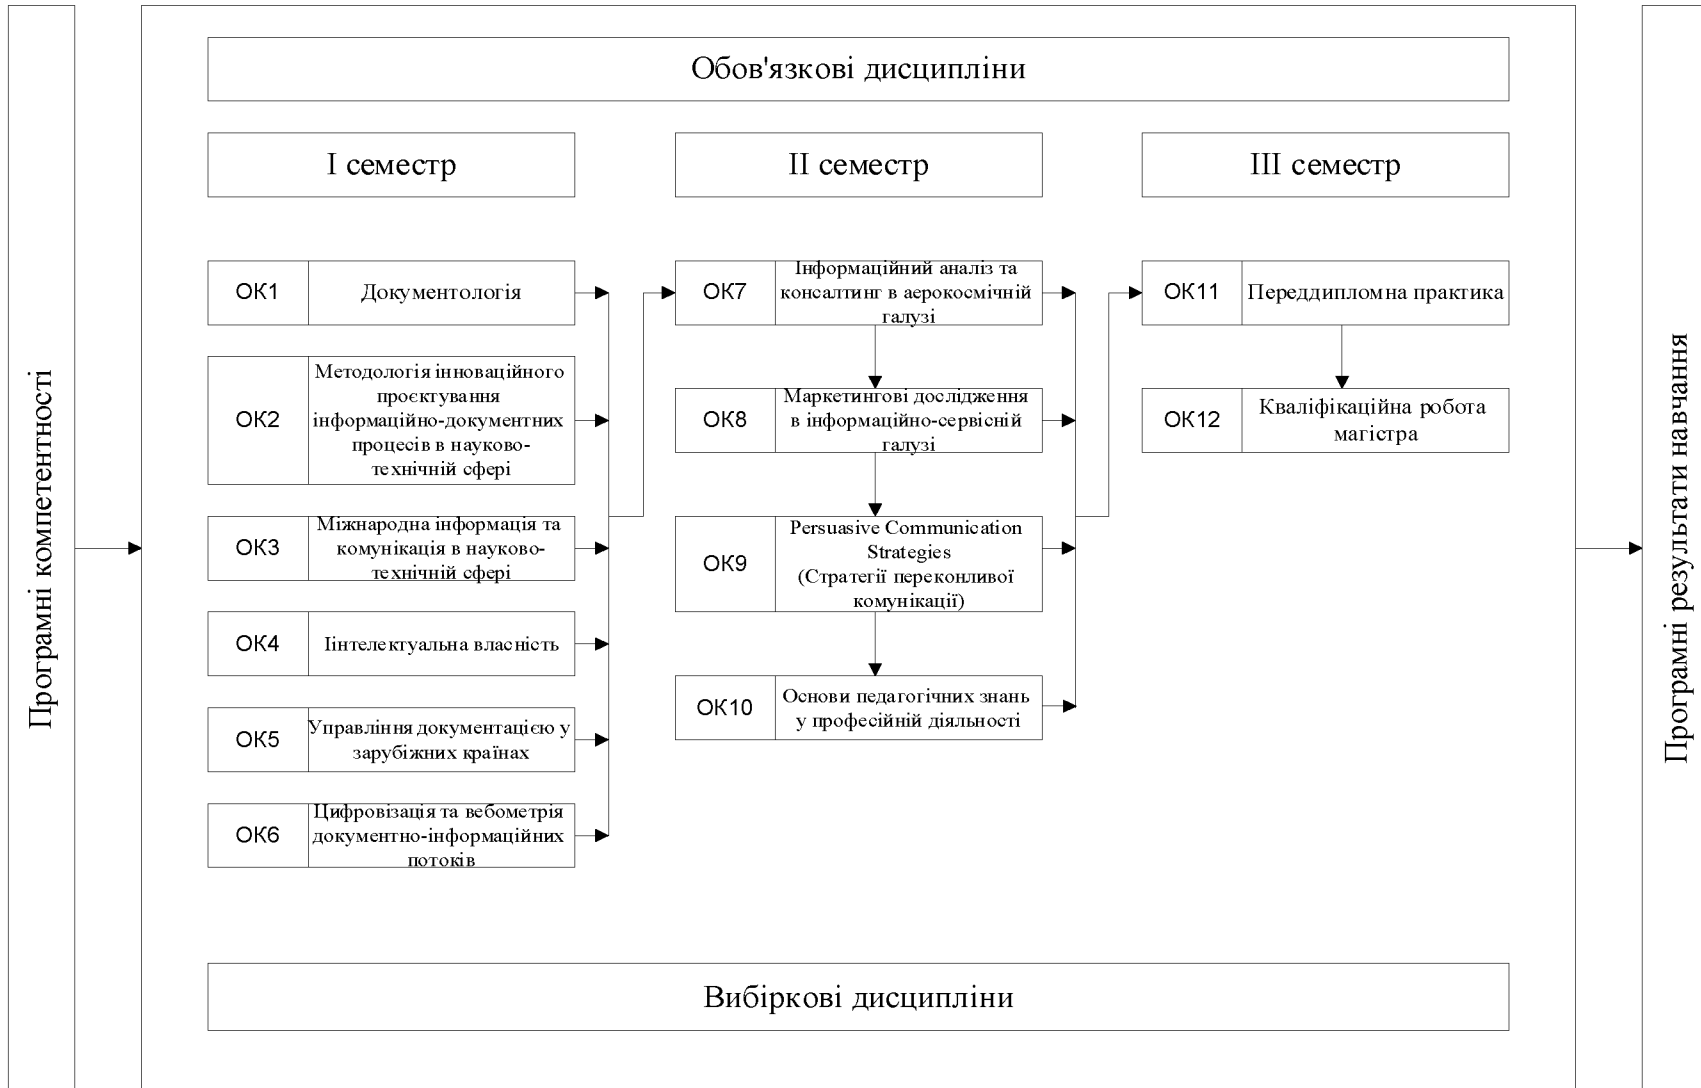 Програмні компетентності
Обов'язкові дисципліни
І семестр
ІІ семестр
ІІІ семестр
ОК1
Документологія
ОК2
Методологія інноваційного
проєктування
інформаційно-документних
процесів в науково-
технічній сфері
ОК3
Міжнародна інформація та
комунікація в науково-
технічній сфері
ОК4
Іінтелектуальна власність
ОК5
Управління документацією у
зарубіжних країнах
ОК6
Цифровізація та вебометрія
документно-інформаційних
потоків
ОК7
Інформаційний аналіз та
консалтинг в аерокосмічній
галузі
ОК8
Маркетингові дослідження
в інформаційно-сервісній
галузі
ОК9
Persuasive Communication
Strategies
(Стратегії переконливої
комунікації)
ОК10
Основи педагогічних знань
у професійній діяльності
ОК11
Переддипломна практика
ОК12
Кваліфікаційна робота
магістра
Вибіркові дисципліни
Програмні результати навчання